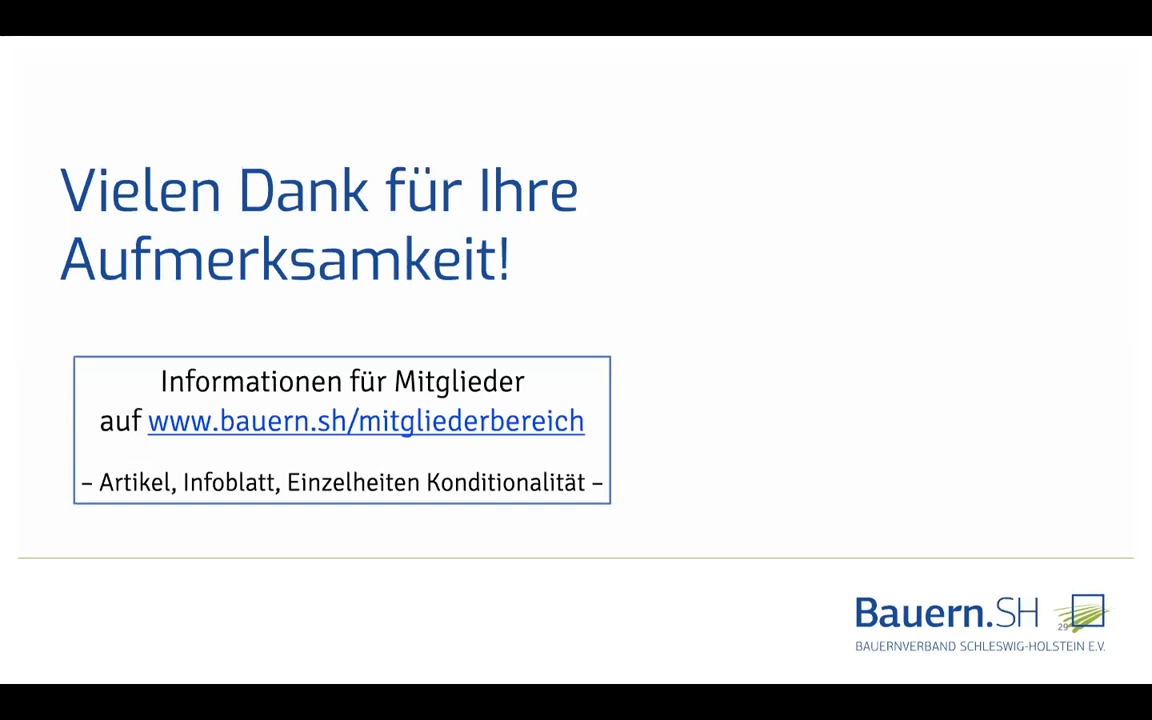 Vielen Dank für Ihre
Aufmerksamkeit!
Informationen für Mitglieder
auf www.bauern.sh/mitgliederbereich
– Artikel, Infoblatt, Einzelheiten Konditionalität –
Bauern.SH
29
BAUERNVERBAND SCHLESWIG-HOLSTEIN E.V.